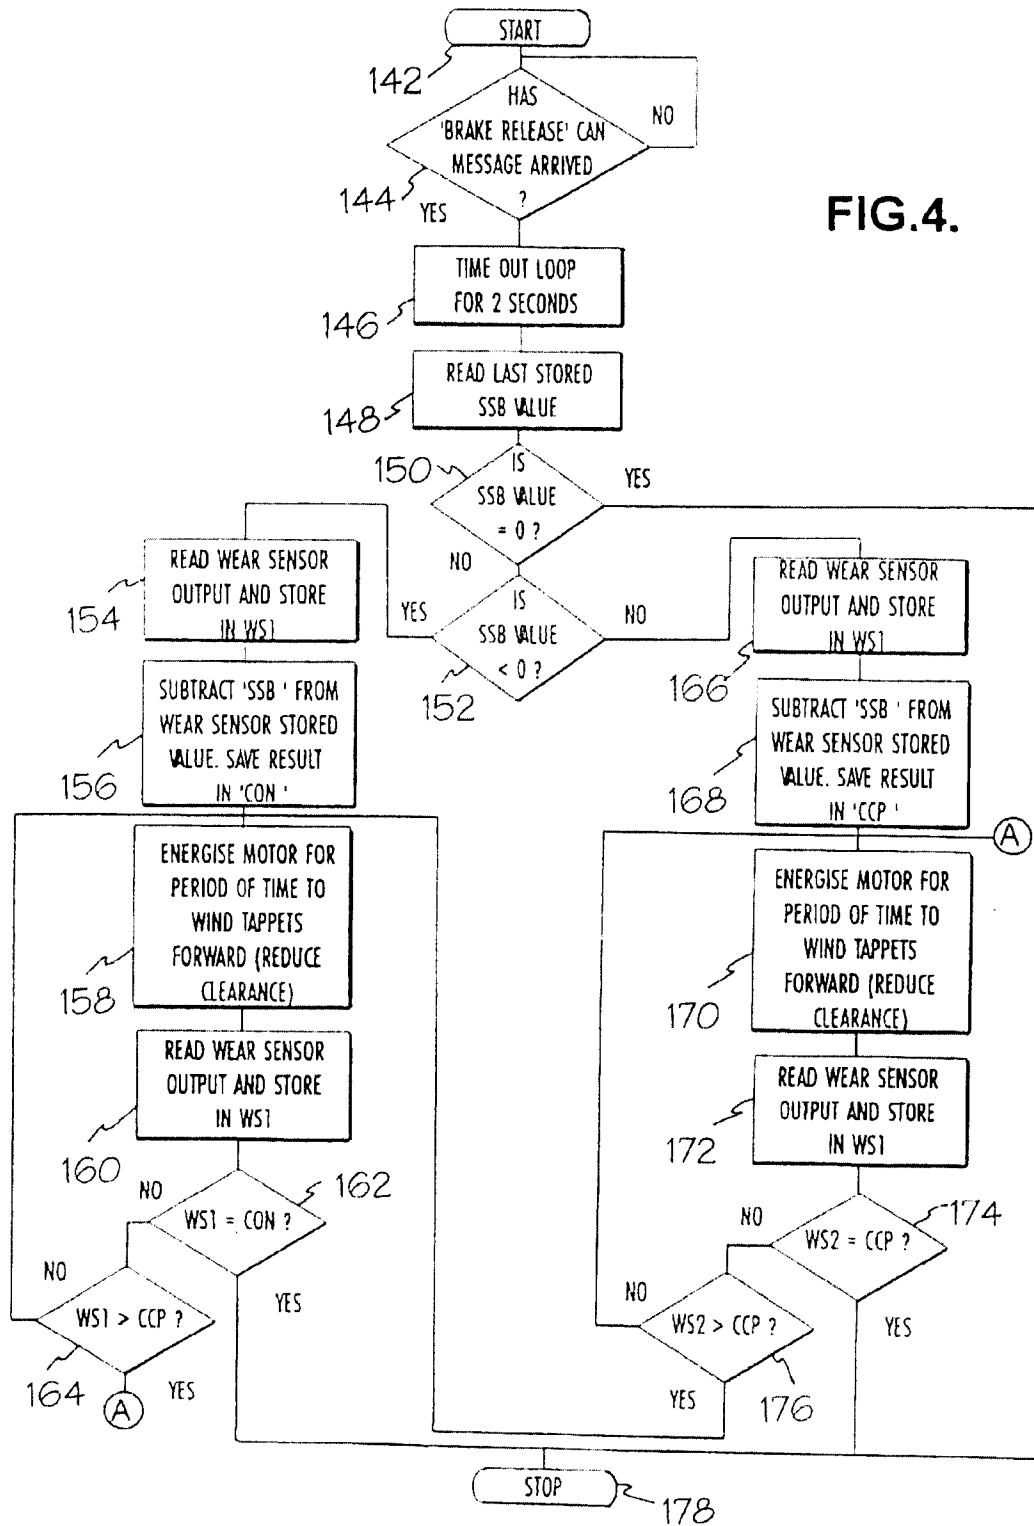 START
142
HAS
'BRAKE RELEASE' CAN
MESSAGE ARRIVED
?
NO
144
YES
FIG.4.
TIME OUT LOOP
FOR 2 SECONDS
146
READ LAST STORED
SSB VALUE
148
150
IS
SSB VALUE
= 0 ?
YES
NO
READ WEAR SENSOR
OUTPUT AND STORE
IN WS1
154
YES
IS
SSB VALUE
< 0 ?
NO
152
READ WEAR SENSOR
OUTPUT AND STORE
IN WS1
166
SUBTRACT 'SSB ' FROM
WEAR SENSOR STORED
VALUE. SAVE RESULT
IN 'CON '
156
SUBTRACT 'SSB ' FROM
WEAR SENSOR STORED
VALUE. SAVE RESULT
IN 'CCP '
168
A
ENERGISE MOTOR FOR
PERIOD OF TIME TO
WIND TAPPETS
FORWARD (REDUCE
CLEARANCE)
158
ENERGISE MOTOR FOR
PERIOD OF TIME TO
WIND TAPPETS
FORWARD (REDUCE
CLEARANCE)
170
READ WEAR SENSOR
OUTPUT AND STORE
IN WS1
160
READ WEAR SENSOR
OUTPUT AND STORE
IN WS1
172
NO
WS1 = CON ?
162
YES
NO
WS2 = CCP ?
174
YES
NO
WS1 > CCP ?
164
YES
A
NO
WS2 > CCP ?
YES
176
STOP
178